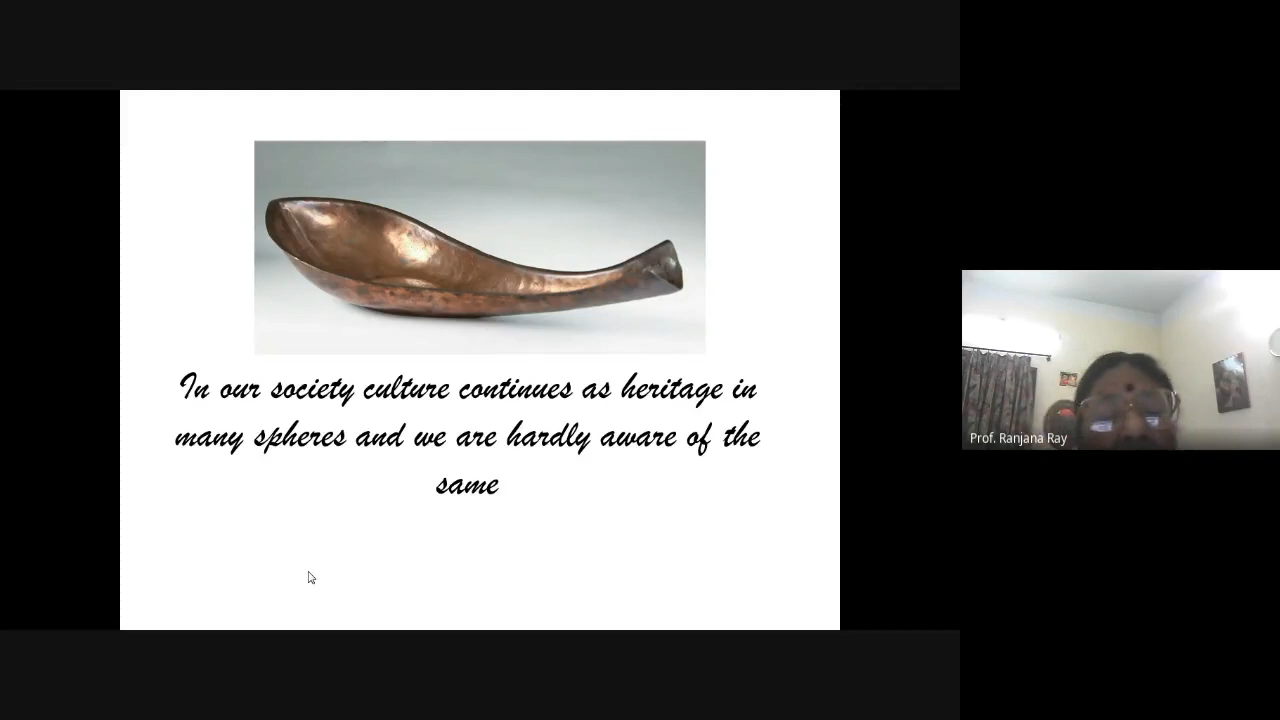 In our society culture continues as heritage in
many spheres and we are hardly aware of the
same
Prof. Ranjana Ray